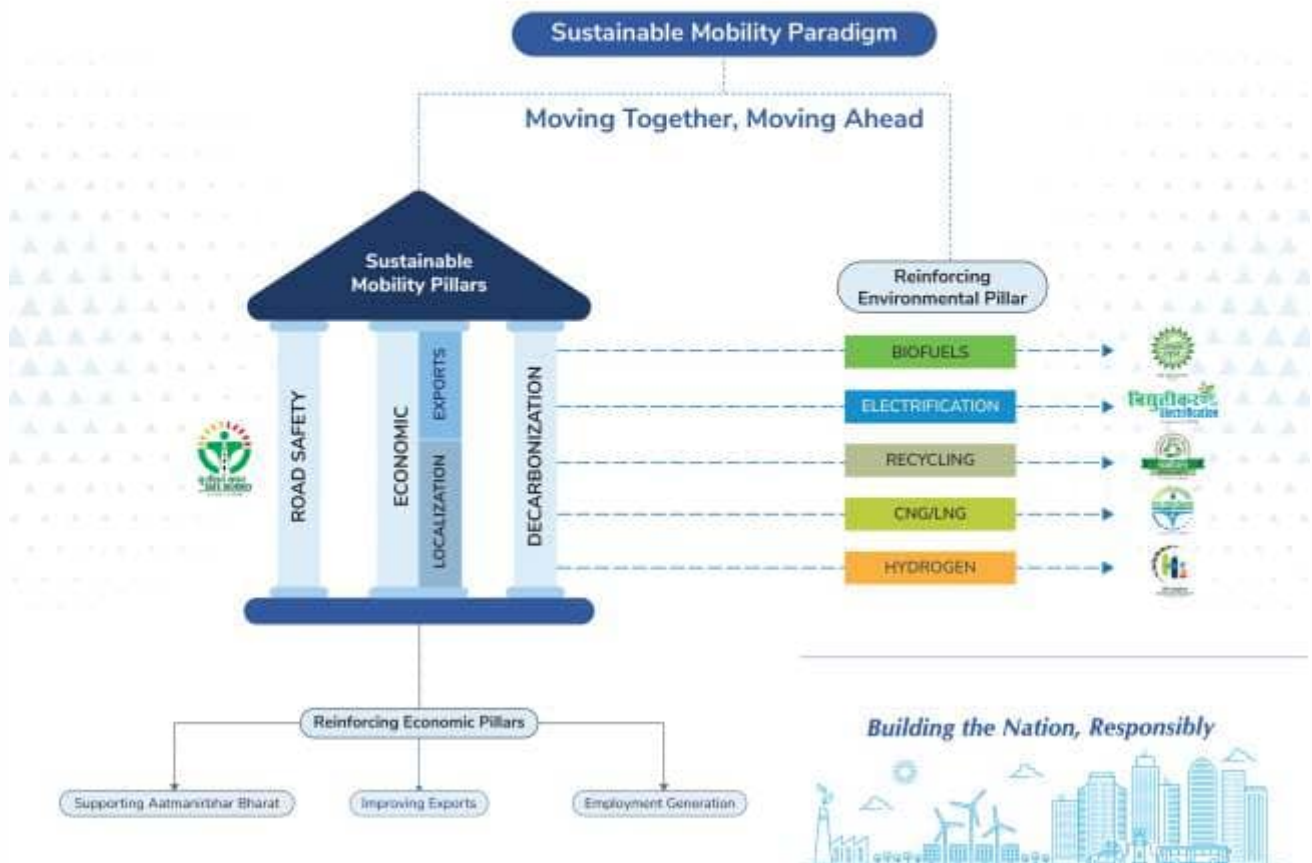 Sustainable Mobility Paradigm
Moving Together, Moving Ahead
Sustainable
Mobility Pillars
ROAD SAFETY
ECONOMIC
EXPORTS
LOCALIZATION
DECARBONIZATION
Reinforcing
Environmental Pillar
BIOFUELS
ELECTRIFICATION
विद्युतीकरण
Electrification
RECYCLING
CNG/LNG
HYDROGEN
Reinforcing Economic Pillars
Supporting Aatmanirbhar Bharat
Improving Exports
Employment Generation
Building the Nation, Responsibly